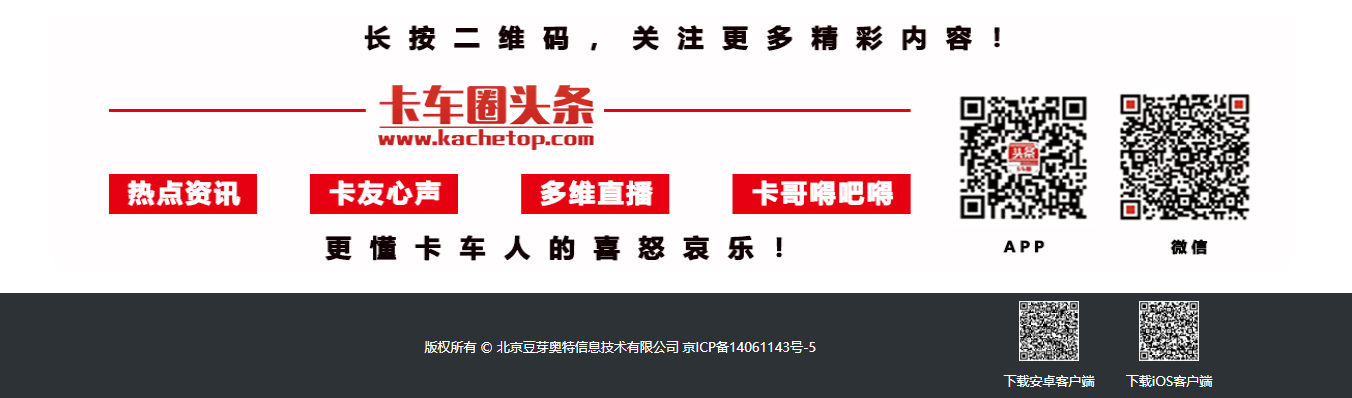 长按二维码，关注更多精彩内容！
卡车圈头条
www.kachetop.com
热点资讯 卡友心声 多维直播 卡哥嘚吧嘚
头条
更懂卡车人的喜怒哀乐！
APP 微信
版权所有 © 北京豆芽奥特信息技术有限公司 京ICP备14061143号-5
下载安卓客户端 下载iOS客户端